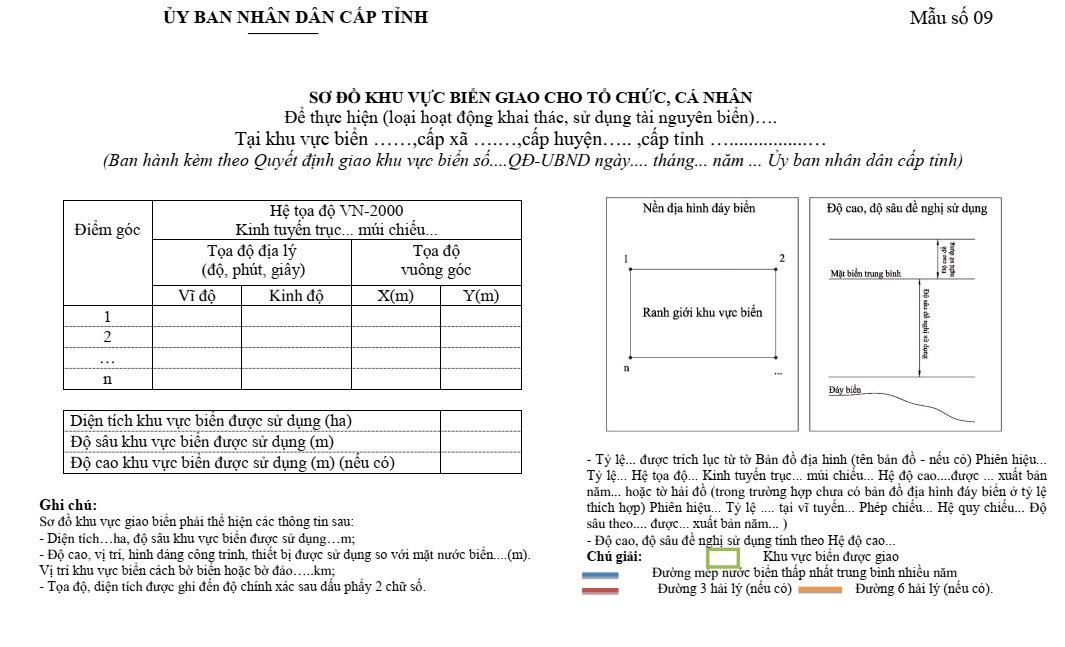 ỦY BAN NHÂN DÂN CẤP TỈNH
Mẫu số 09
SƠ ĐỒ KHU VỰC BIỂN GIAO CHO TỔ CHỨC, CÁ NHÂN
Để thực hiện (loại hoạt động khai thác, sử dụng tài nguyên biển)….
Tại khu vực biển ……,cấp xã …….,cấp huyện….. ,cấp tỉnh …..................…
(Ban hành kèm theo Quyết định giao khu vực biển số....QĐ-UBND ngày.... tháng... năm ... Ủy ban nhân dân cấp tỉnh)
Điểm góc
Hệ tọa độ VN-2000
Kinh tuyến trục... múi chiếu...
Tọa độ địa lý
(độ, phút, giây)
Tọa độ
vuông góc
Vĩ độ
Kinh độ
X(m)
Y(m)
1
2
…
n
Diện tích khu vực biển được sử dụng (ha)
Độ sâu khu vực biển được sử dụng (m)
Độ cao khu vực biển được sử dụng (m) (nếu có)
Ghi chú:
Sơ đồ khu vực giao biển phải thể hiện các thông tin sau:
- Diện tích…ha, độ sâu khu vực biển được sử dụng…m;
- Độ cao, vị trí, hình dáng công trình, thiết bị được sử dụng so với mặt nước biển....(m).
Vị trí khu vực biển cách bờ biển hoặc bờ đảo…..km;
- Tọa độ, diện tích được ghi đến độ chính xác sau dấu phẩy 2 chữ số.
Nền địa hình đáy biển
1
2
Ranh giới khu vực biển
n
...
Độ cao, độ sâu đề nghị sử dụng
Độ cao đề
nghị sử dụng
Mặt biển trung bình
Độ sâu đề nghị sử dụng
Đáy biển
- Tỷ lệ... được trích lục từ tờ Bản đồ địa hình (tên bản đồ - nếu có) Phiên hiệu...
Tỷ lệ... Hệ tọa độ... Kinh tuyến trục... múi chiếu... Hệ độ cao....được ... xuất bản
năm... hoặc tờ hải đồ (trong trường hợp chưa có bản đồ địa hình đáy biển ở tỷ lệ
thích hợp) Phiên hiệu... Tỷ lệ .... tại vĩ tuyến... Phép chiếu... Hệ quy chiếu... Độ
sâu theo.... được... xuất bản năm... )
- Độ cao, độ sâu đề nghị sử dụng tính theo Hệ độ cao...
Chú giải: Khu vực biển được giao
Đường mép nước biển thấp nhất trung bình nhiều năm
Đường 3 hải lý (nếu có) Đường 6 hải lý (nếu có).